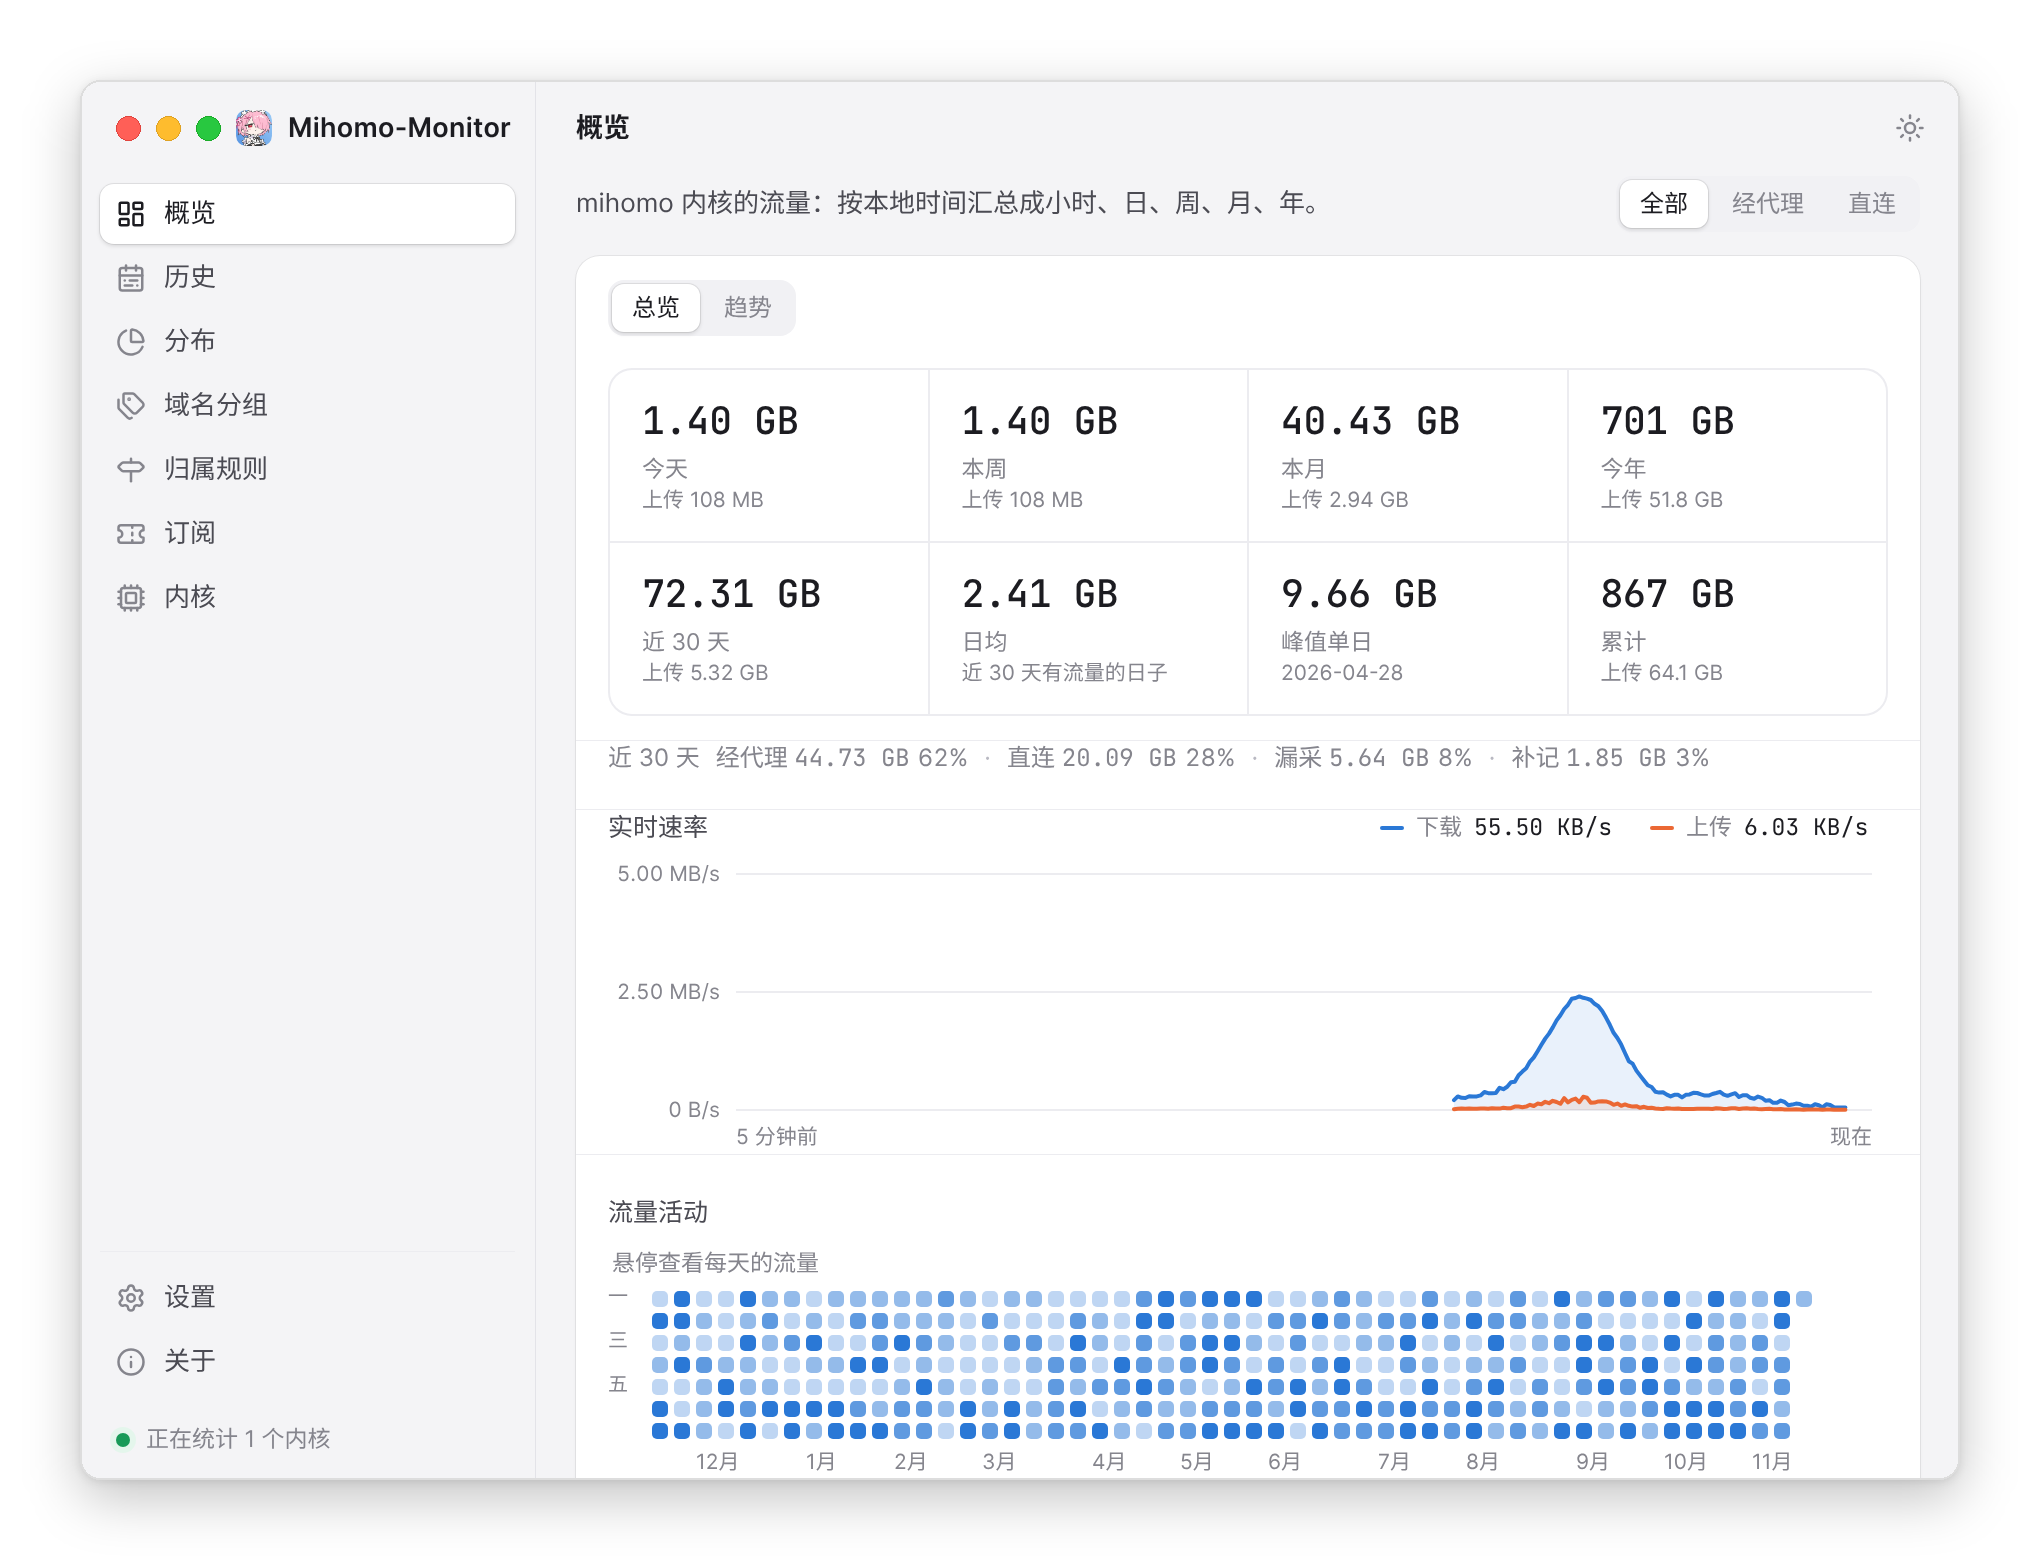 Mihomo-Monitor
概览
历史
分布
域名分组
归属规则
订阅
内核
设置
关于
正在统计 1 个内核
概览
mihomo 内核的流量：按本地时间汇总成小时、日、周、月、年。
全部 经代理 直连
总览 趋势
1.40 GB
今天
上传 108 MB
1.40 GB
本周
上传 108 MB
40.43 GB
本月
上传 2.94 GB
701 GB
今年
上传 51.8 GB
72.31 GB
近 30 天
上传 5.32 GB
2.41 GB
日均
近 30 天有流量的日子
9.66 GB
峰值单日
2026-04-28
867 GB
累计
上传 64.1 GB
近 30 天 经代理 44.73 GB 62% · 直连 20.09 GB 28% · 漏采 5.64 GB 8% · 补记 1.85 GB 3%
实时速率 下载 55.50 KB/s 上传 6.03 KB/s
5.00 MB/s
2.50 MB/s
0 B/s
5 分钟前 现在
流量活动
悬停查看每天的流量
一
三
五
12月 1月 2月 3月 4月 5月 6月 7月 8月 9月 10月 11月